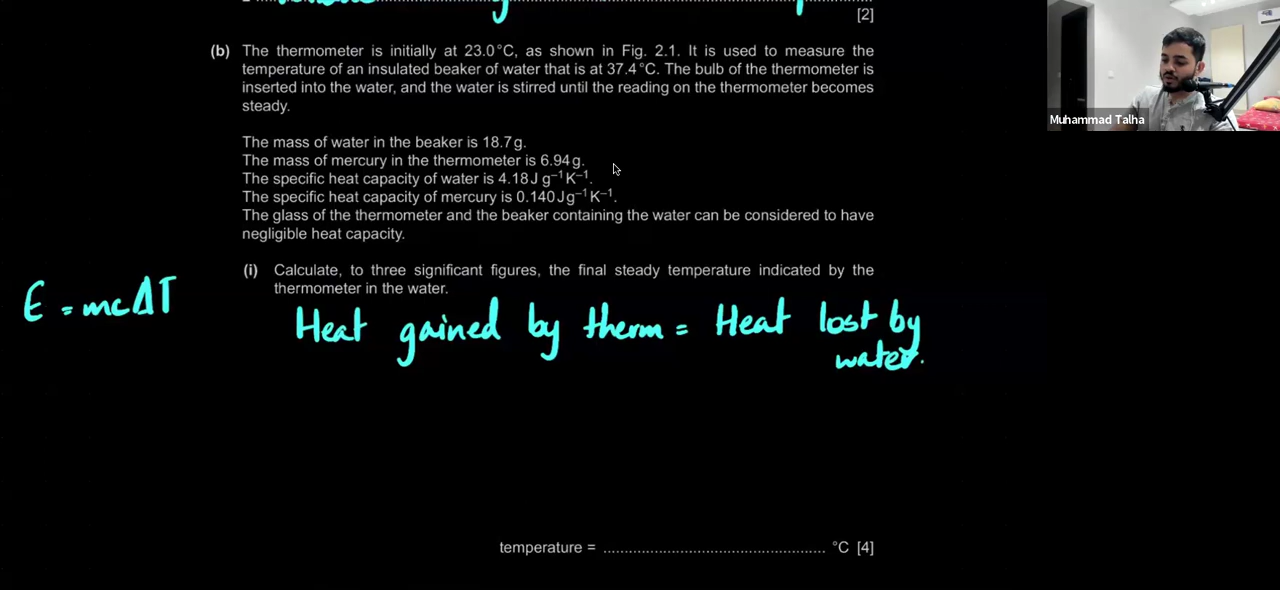 [2]
Muhammad Talha
(b) The thermometer is initially at 23.0°C, as shown in Fig. 2.1. It is used to measure the
temperature of an insulated beaker of water that is at 37.4°C. The bulb of the thermometer is
inserted into the water, and the water is stirred until the reading on the thermometer becomes
steady.
The mass of water in the beaker is 18.7g.
The mass of mercury in the thermometer is 6.94g.
The specific heat capacity of water is 4.18Jg⁻¹K⁻¹.
The specific heat capacity of mercury is 0.140Jg⁻¹K⁻¹.
The glass of the thermometer and the beaker containing the water can be considered to have
negligible heat capacity.
(i) Calculate, to three significant figures, the final steady temperature indicated by the
thermometer in the water.
E = mcΔT
Heat gained by therm = Heat lost by
water.
temperature = .................................................... °C [4]